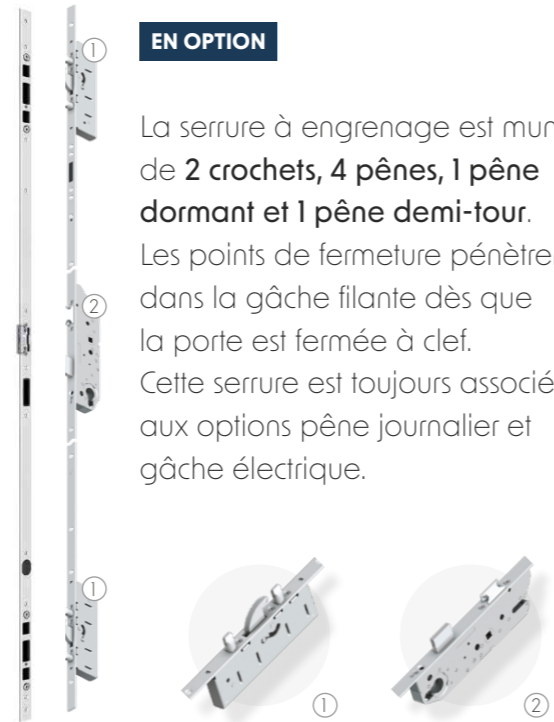 EN OPTION
La serrure à engrenage est mun
de 2 crochets, 4 pênes, 1 pêne
dormant et 1 pêne demi-tour.
Les points de fermeture pénètre
dans la gâche filante dès que
la porte est fermée à clef.
Cette serrure est toujours associé
aux options pêne journalier et
gâche électrique.
1
2
1
1
2